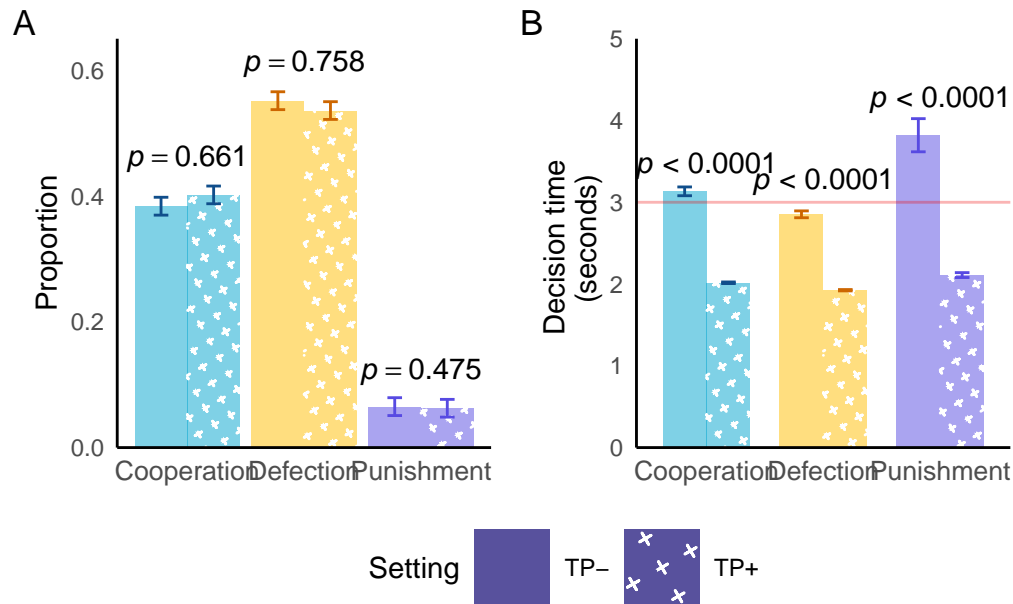 A
Proportion
0.6
0.4
0.2
0.0
p = 0.661
p = 0.758
p = 0.475
Cooperation Defection Punishment
B
Decision time
(seconds)
5
4
3
2
1
0
p < 0.0001
p < 0.0001
p < 0.0001
Cooperation Defection Punishment
Setting TP− TP+